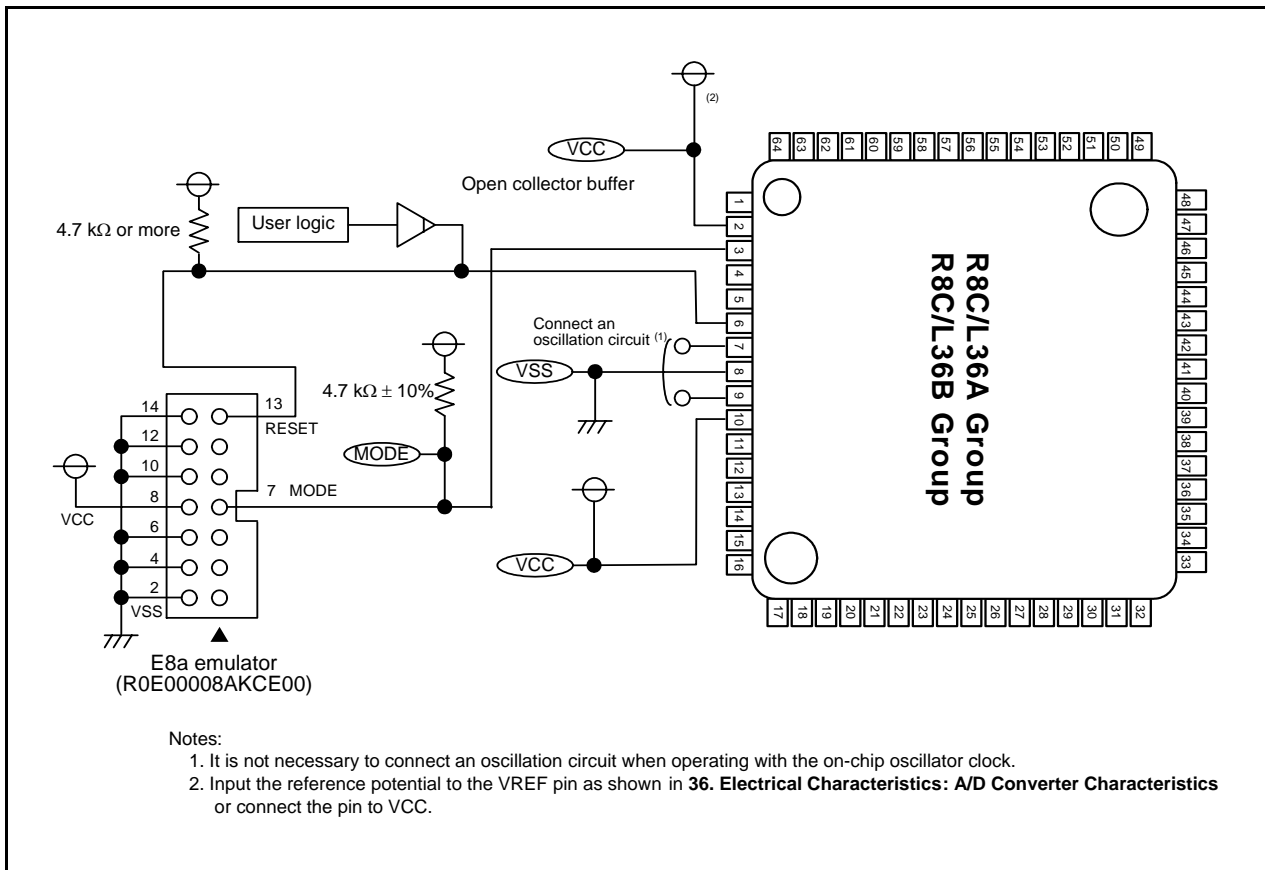 (2)
VCC
Open collector buffer
4.7 kΩ or more
User logic
64 63 62 61 60 59 58 57 56 55 54 53 52 51 50 49
1
2
3
4
5
6
7
8
9
10
11
12
13
14
15
16
48
47
46
45
44
43
42
41
40
39
38
37
36
35
34
33
R8C/L36A Group
R8C/L36B Group
Connect an
oscillation circuit (1)
VSS
4.7 kΩ ± 10%
MODE
VCC
14
12
10
8
6
4
2
13
RESET
7 MODE
VCC
VSS
17 18 19 20 21 22 23 24 25 26 27 28 29 30 31 32
E8a emulator
(R0E00008AKCE00)
Notes:
1. It is not necessary to connect an oscillation circuit when operating with the on-chip oscillator clock.
2. Input the reference potential to the VREF pin as shown in 36. Electrical Characteristics: A/D Converter Characteristics
or connect the pin to VCC.